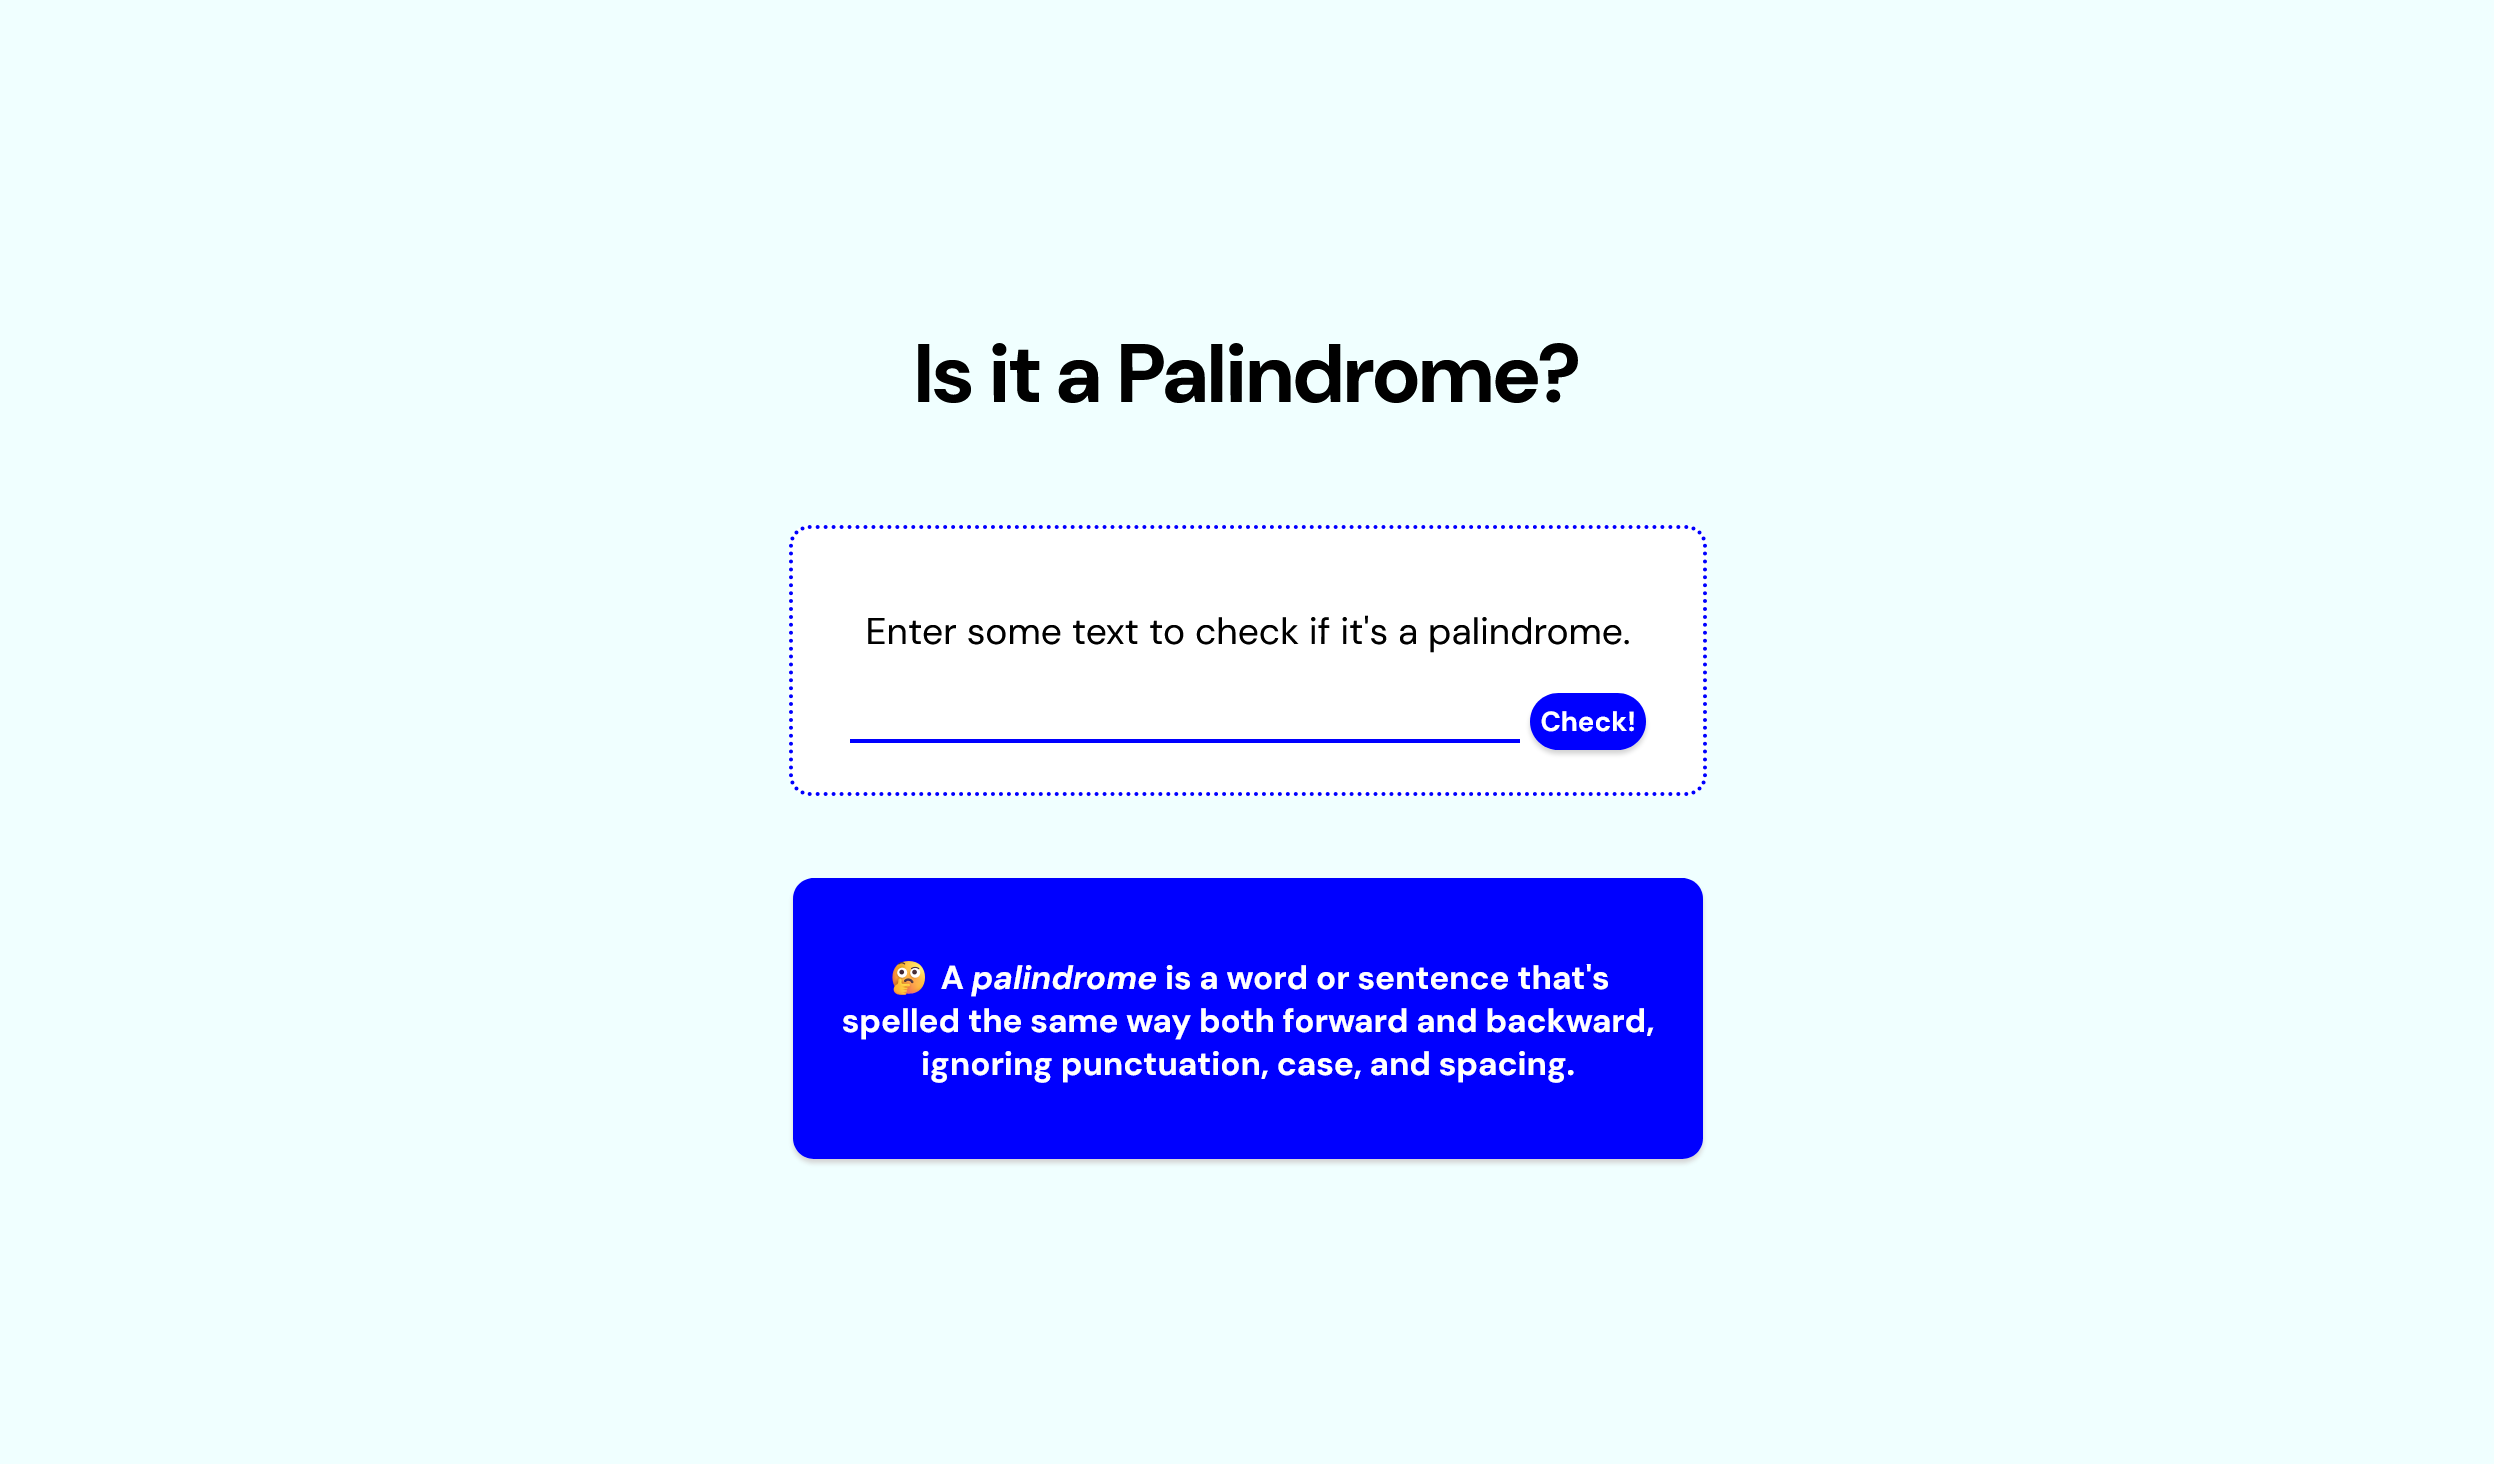 Is it a Palindrome?
Enter some text to check if it's a palindrome.
Check!
🤔 A palindrome is a word or sentence that's
spelled the same way both forward and backward,
ignoring punctuation, case, and spacing.